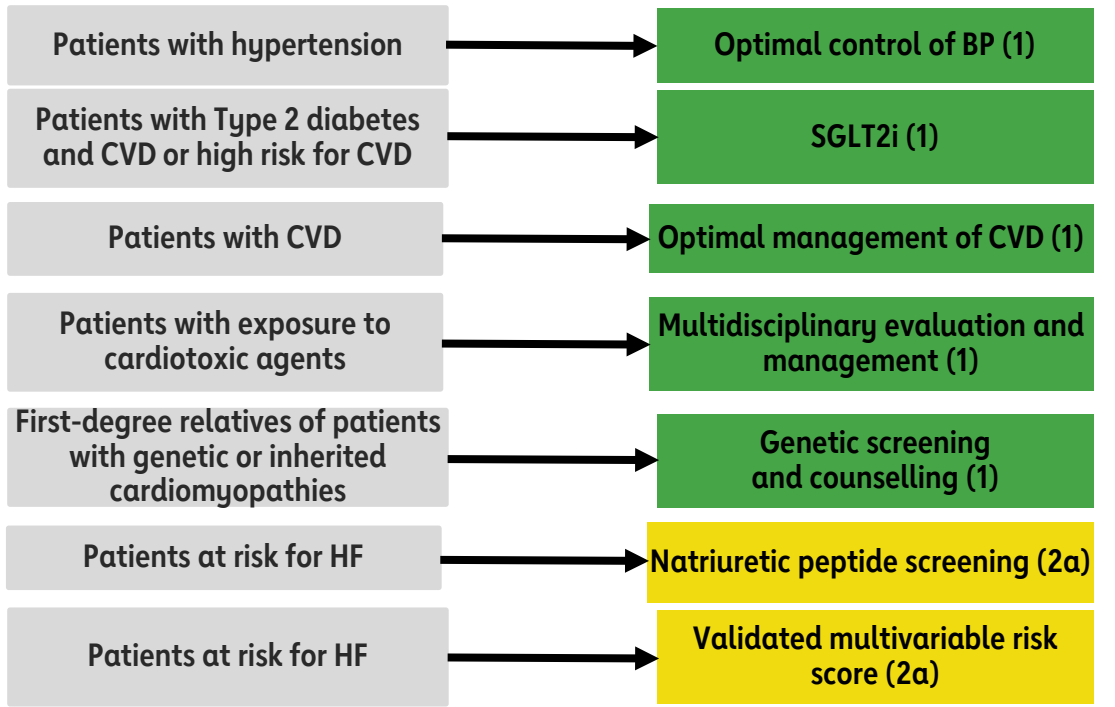 Patients with hypertension
Optimal control of BP (1)
Patients with Type 2 diabetes
and CVD or high risk for CVD
SGLT2i (1)
Patients with CVD
Optimal management of CVD (1)
Patients with exposure to
cardiotoxic agents
Multidisciplinary evaluation and
management (1)
First-degree relatives of patients
with genetic or inherited
cardiomyopathies
Genetic screening
and counselling (1)
Patients at risk for HF
Natriuretic peptide screening (2a)
Patients at risk for HF
Validated multivariable risk
score (2a)